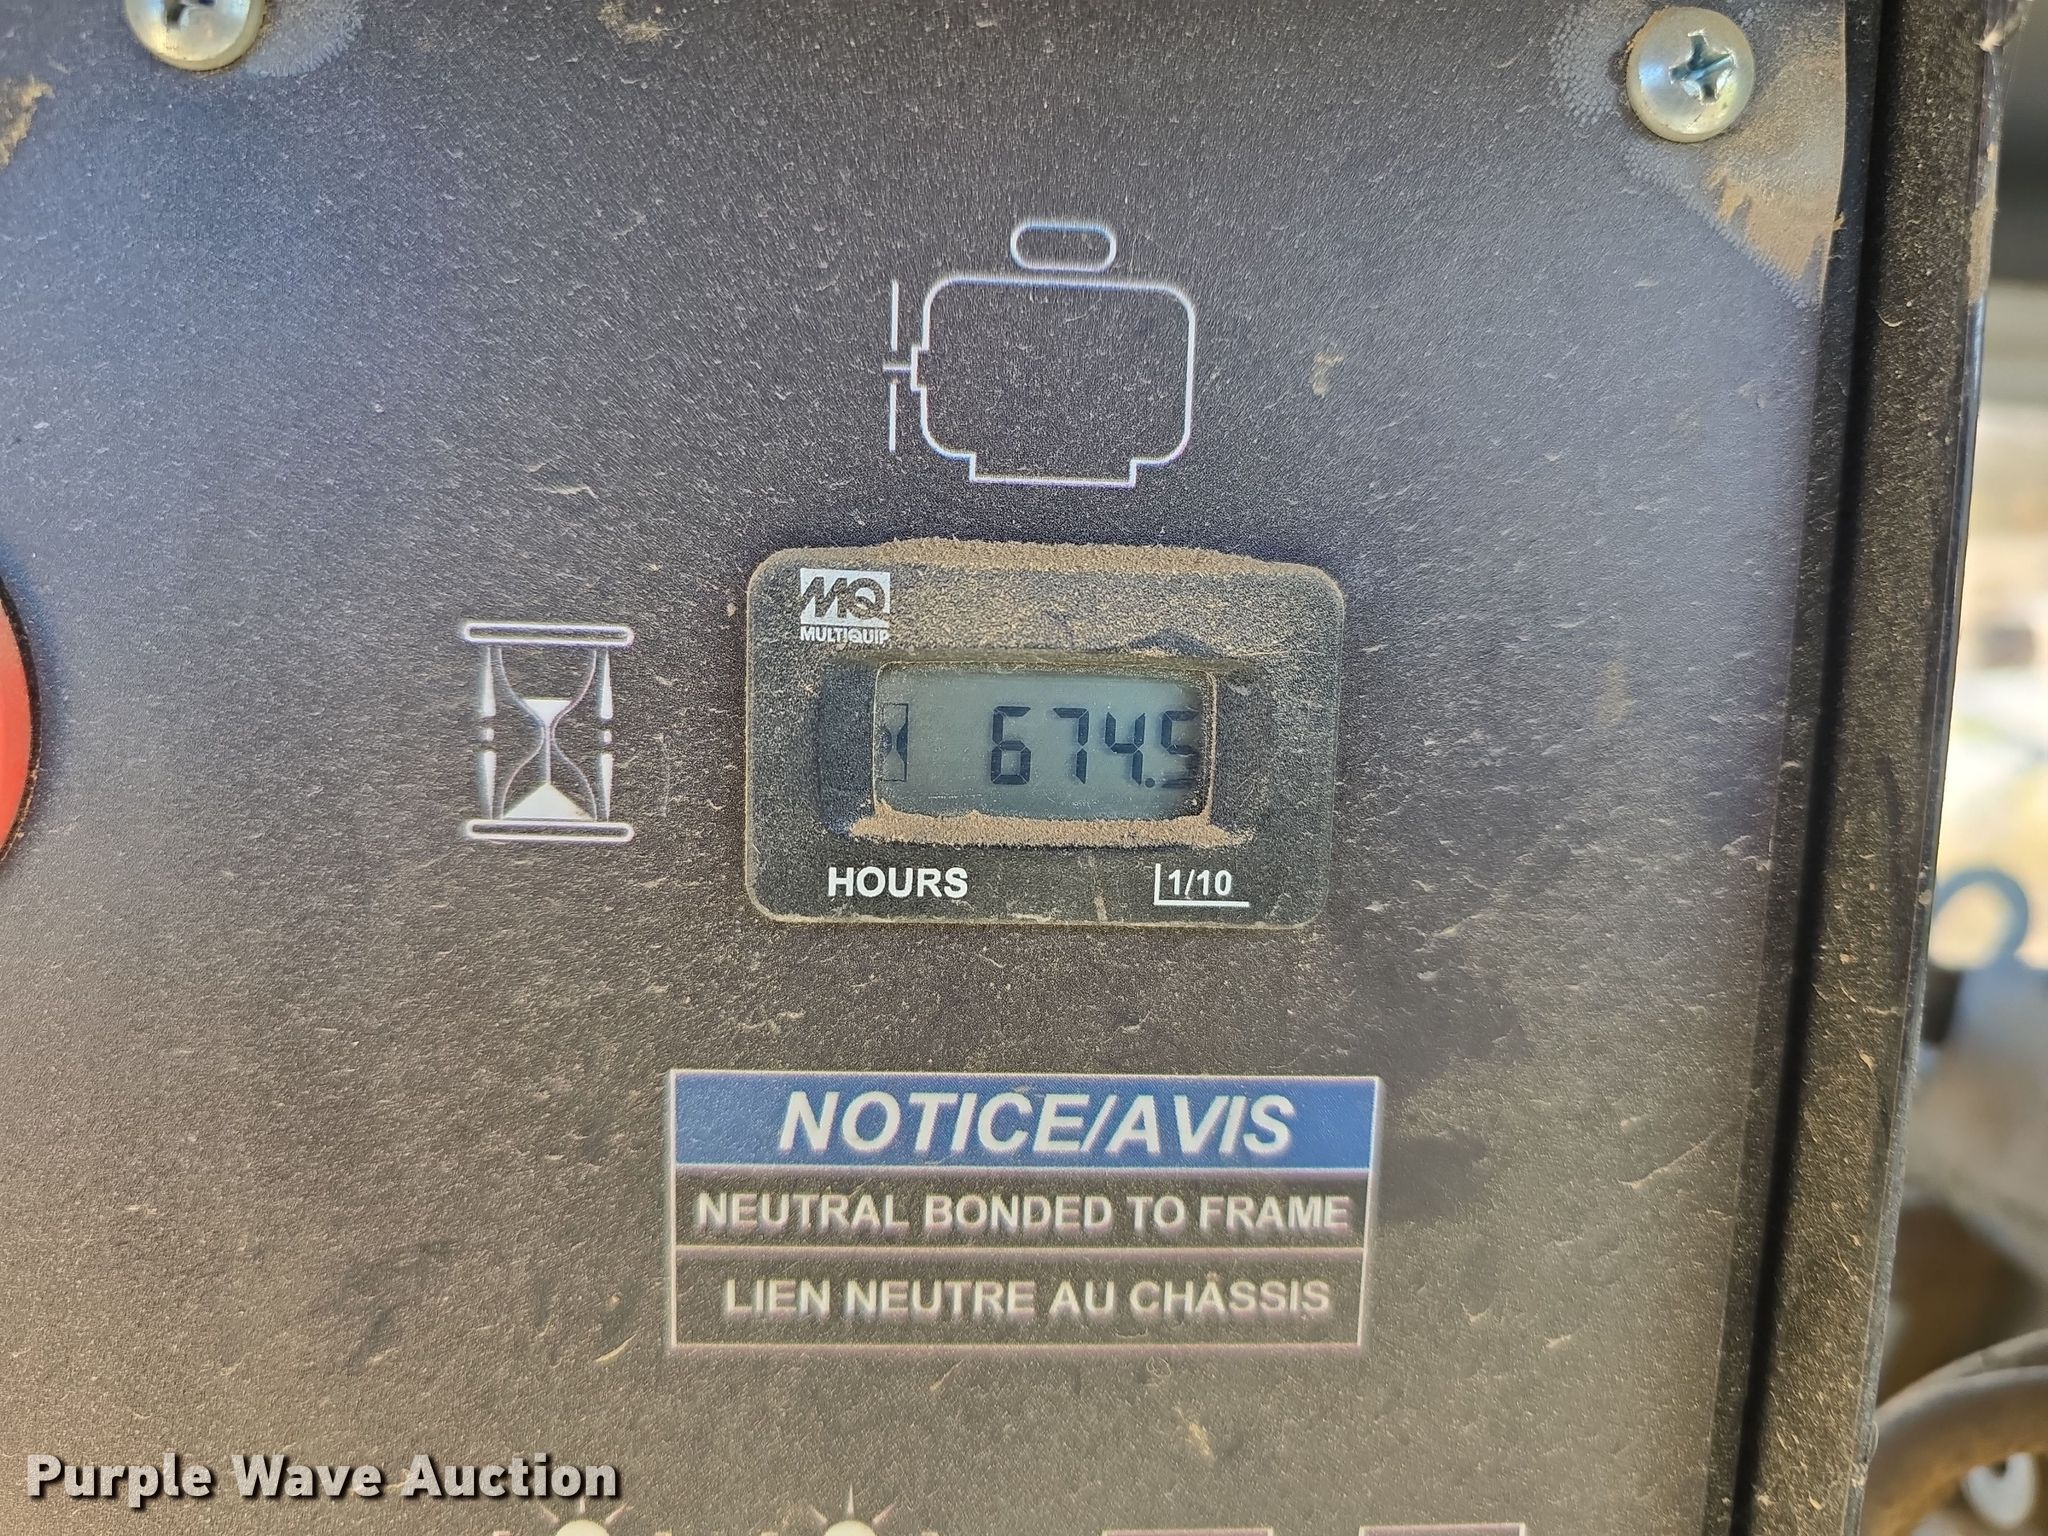 MQ
MULTIQUIP
674.5
HOURS 1/10
NOTICE/AVIS
NEUTRAL BONDED TO FRAME
LIEN NEUTRE AU CHÂSSIS
Purple Wave Auction